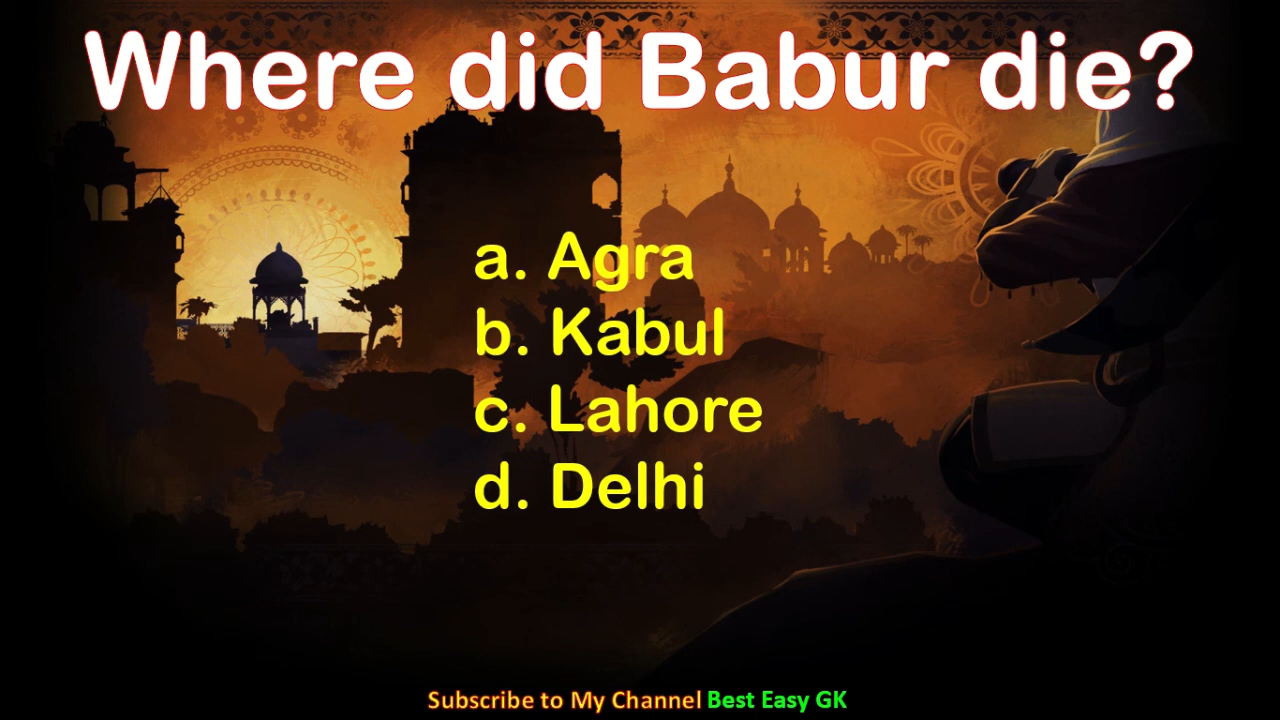 Where did Babur die?
a. Agra
b. Kabul
c. Lahore
d. Delhi
Subscribe to My Channel Best Easy GK